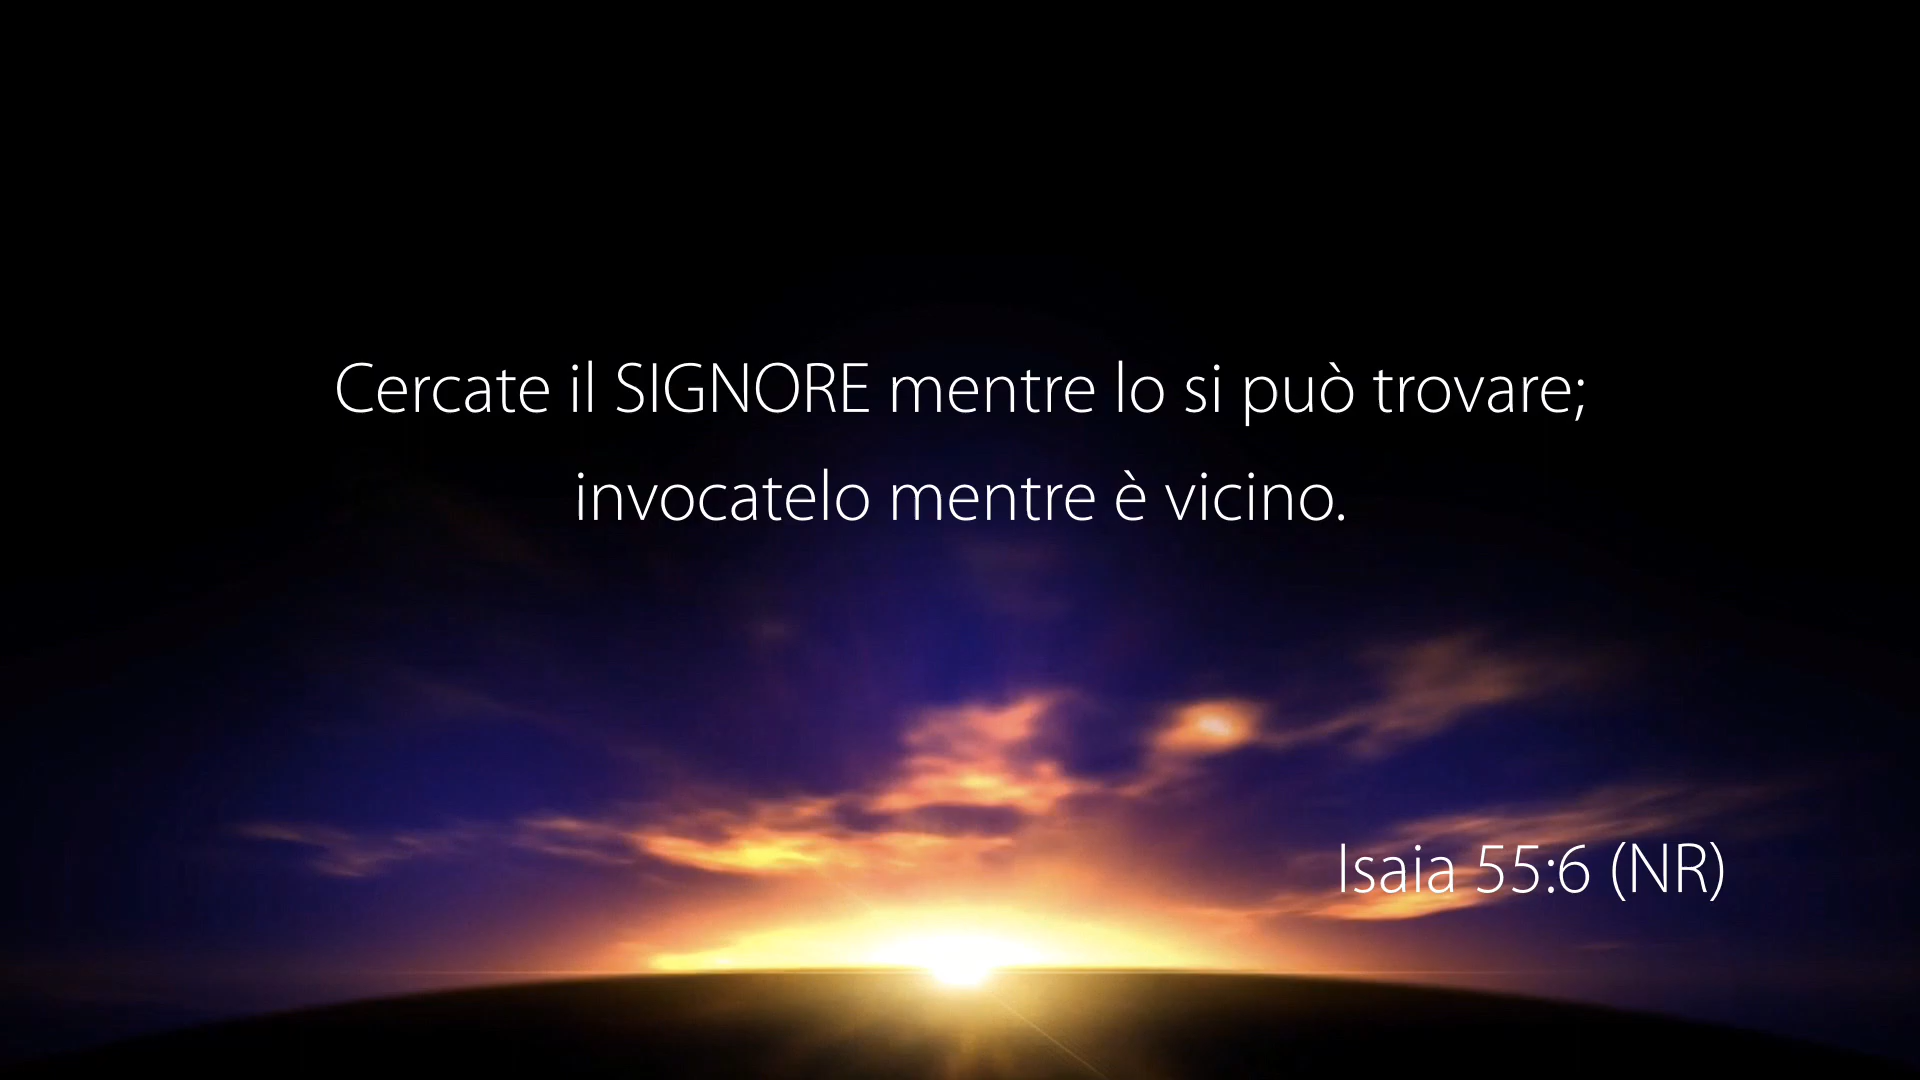 Cercate il SIGNORE mentre lo si può trovare;
invocatelo mentre è vicino.
Isaia 55:6 (NR)